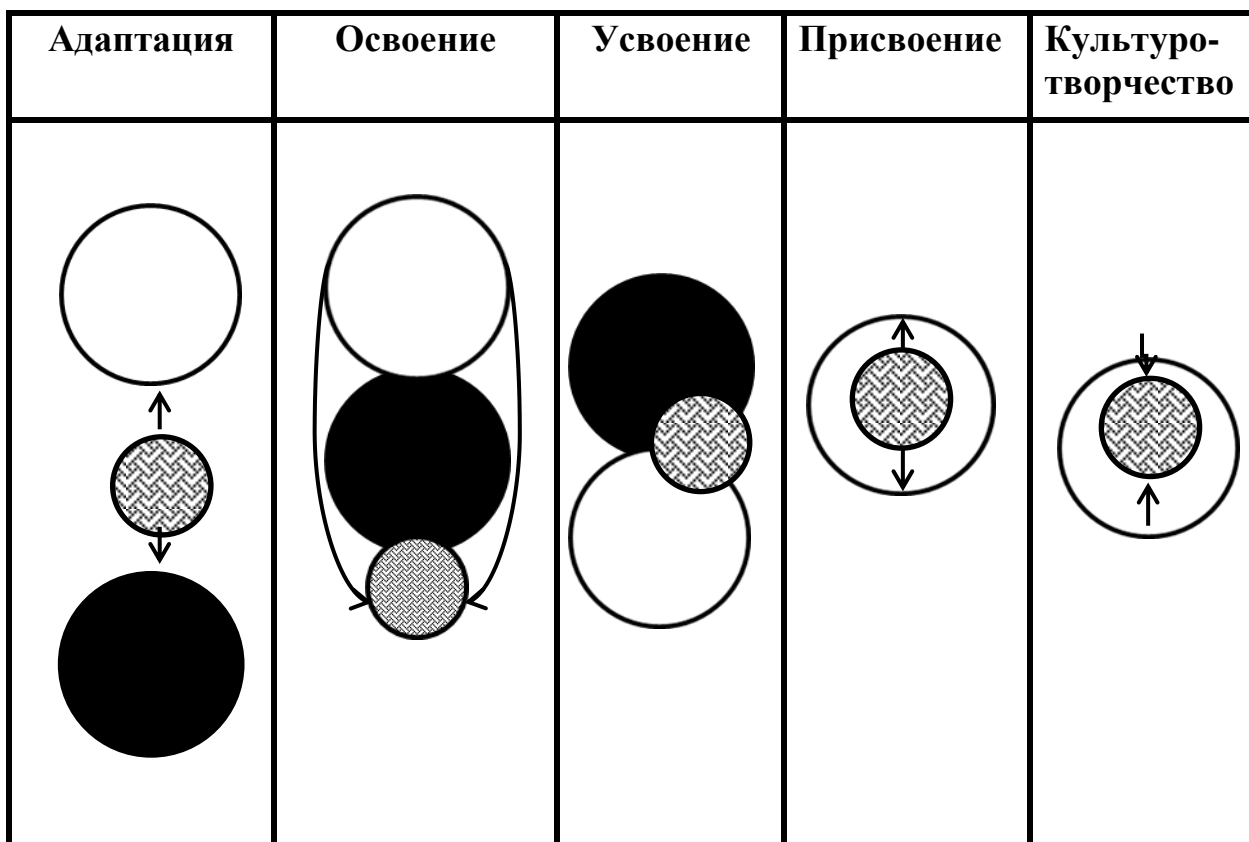 Адаптация
Освоение
Усвоение
Присвоение
Культуро-
творчество